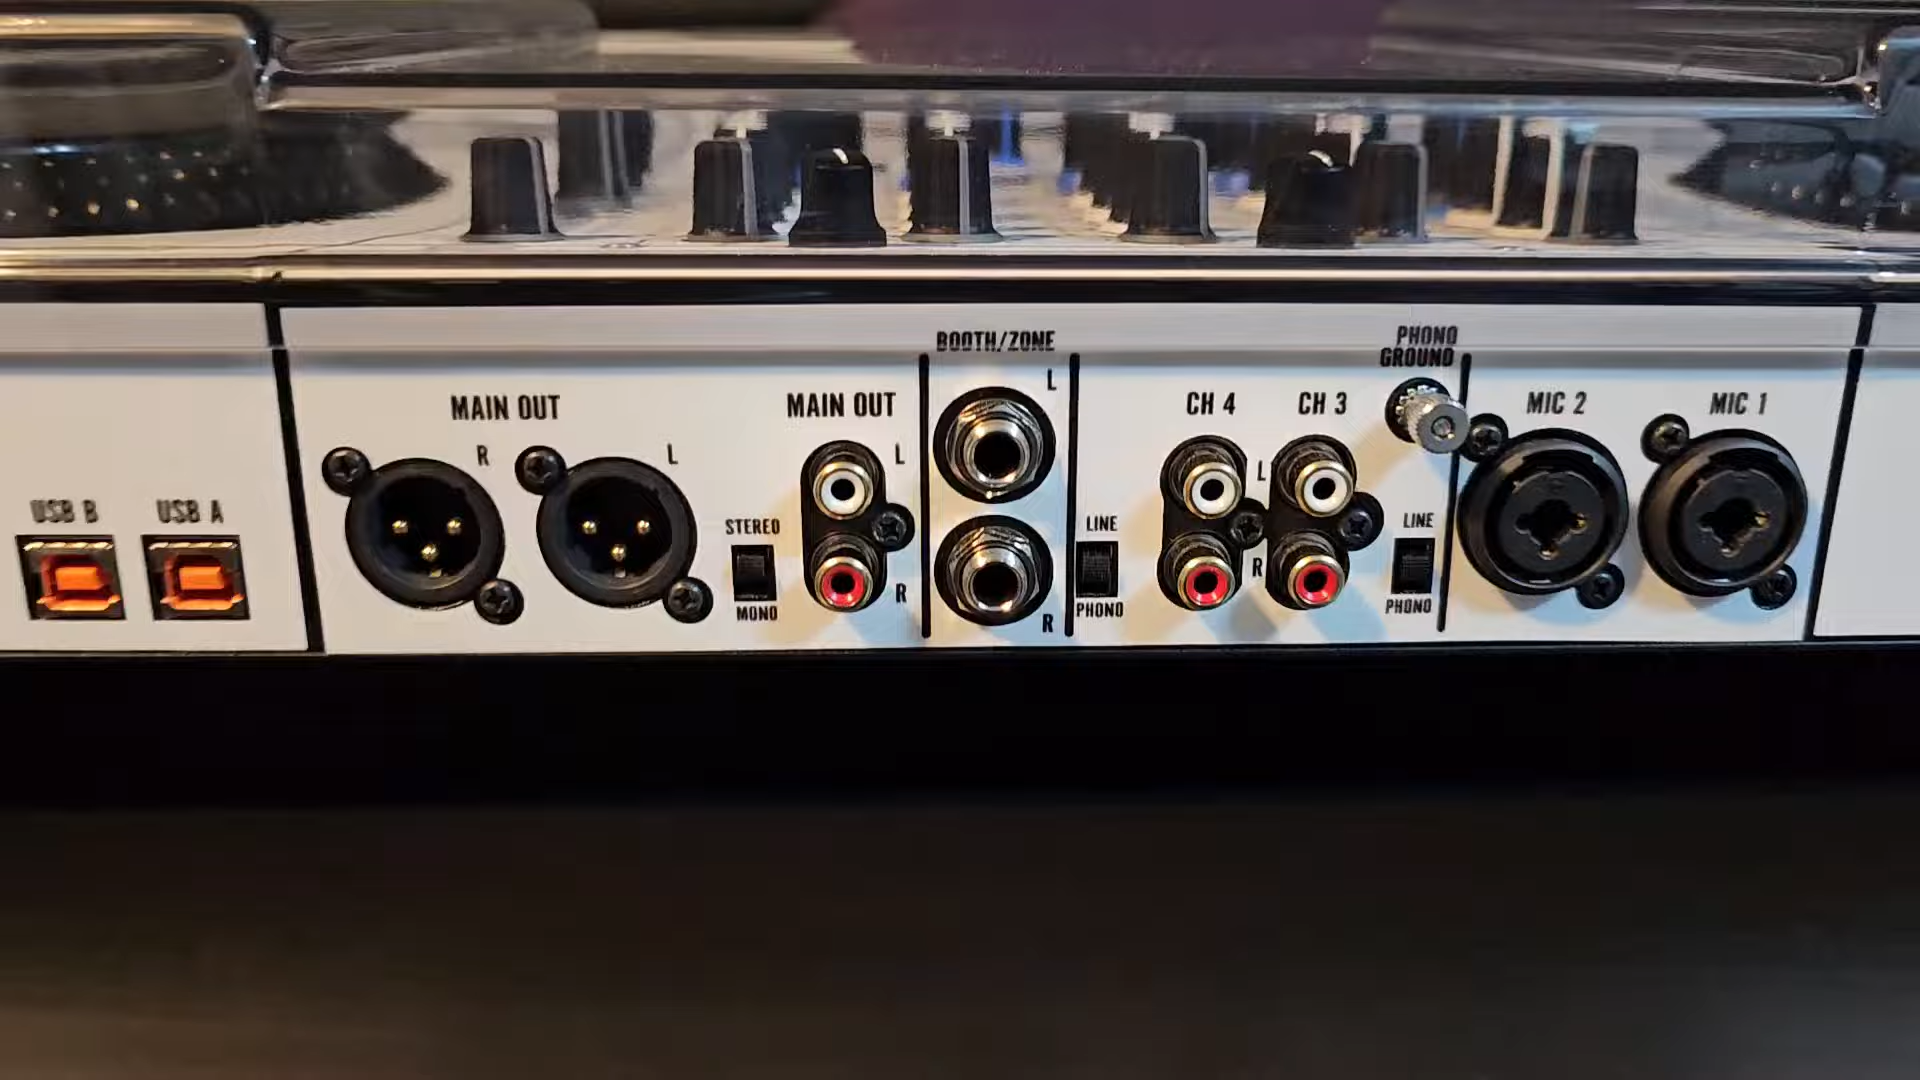 USB B
USB A
MAIN OUT
R
L
STEREO
MONO
MAIN OUT
L
R
BOOTH/ZONE
L
R
LINE
PHONO
CH 4
CH 3
L
R
PHONO
GROUND
LINE
PHONO
MIC 2
MIC 1